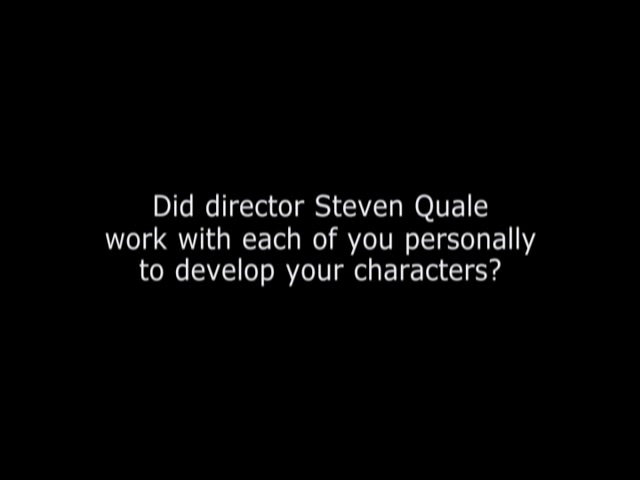 Did director Steven Quale
work with each of you personally
to develop your characters?